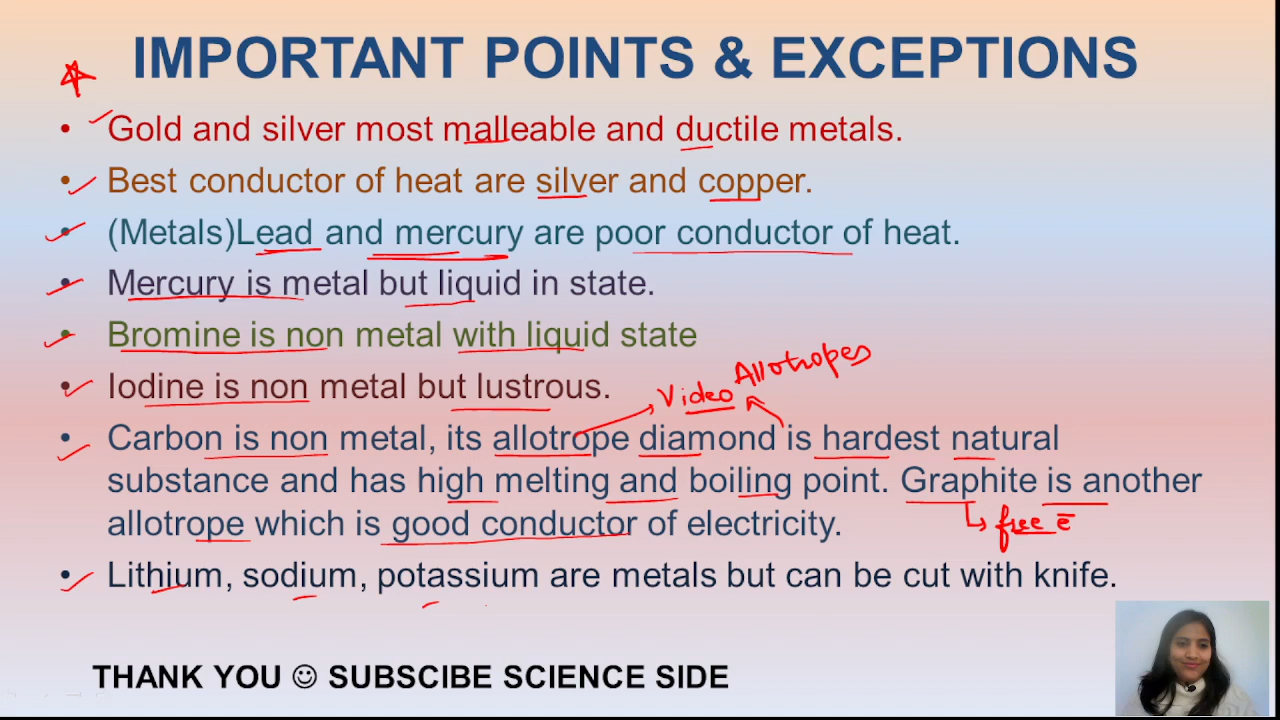 IMPORTANT POINTS & EXCEPTIONS
• Gold and silver most malleable and ductile metals.
• Best conductor of heat are silver and copper.
• (Metals)Lead and mercury are poor conductor of heat.
• Mercury is metal but liquid in state.
• Bromine is non metal with liquid state
• Iodine is non metal but lustrous.
Video Allotropes
• Carbon is non metal, its allotrope diamond is hardest natural
substance and has high melting and boiling point. Graphite is another
allotrope which is good conductor of electricity.
free e̅
• Lithium, sodium, potassium are metals but can be cut with knife.
THANK YOU ☺ SUBSCIBE SCIENCE SIDE